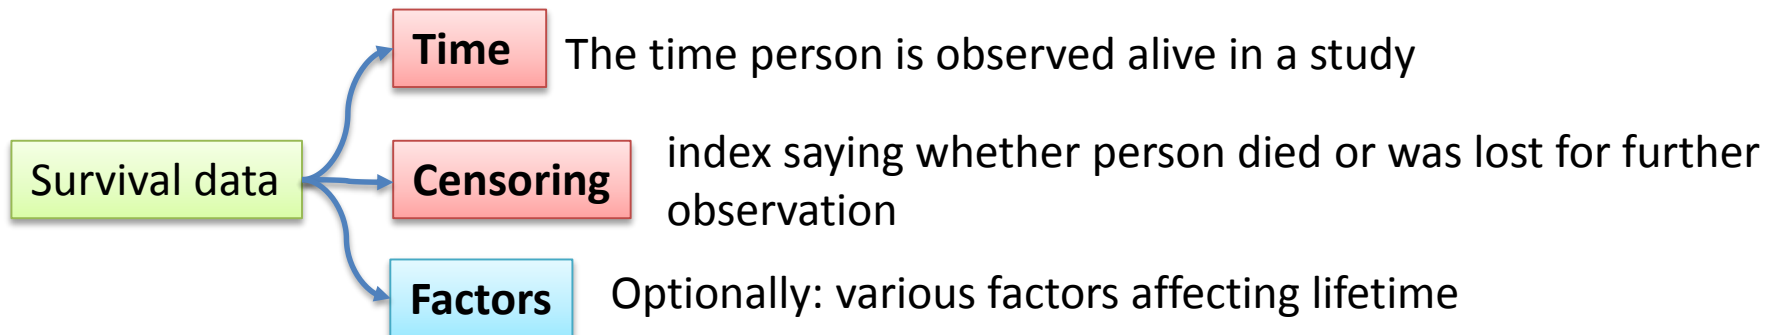 Time The time person is observed alive in a study
Survival data
Censoring index saying whether person died or was lost for further
observation
Factors Optionally: various factors affecting lifetime